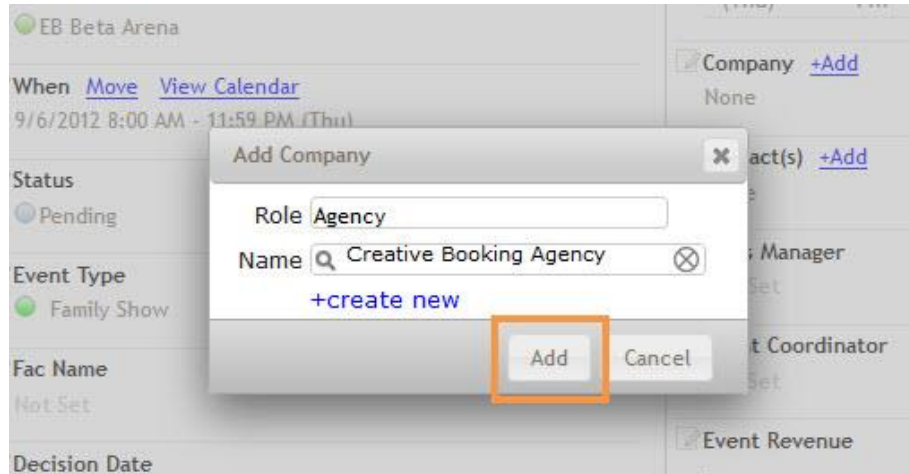 EB Beta Arena
When Move View Calendar
9/6/2012 8:00 AM - 11:59 PM (Thu)
Status
Pending
Event Type
Family Show
Fac Name
Not Set
Decision Date
Add Company
Role Agency
Name Creative Booking Agency
+create new
Add Cancel
(Thu)
Company +Add
None
act(s) +Add
Manager
Set
t Coordinator
Set
Event Revenue